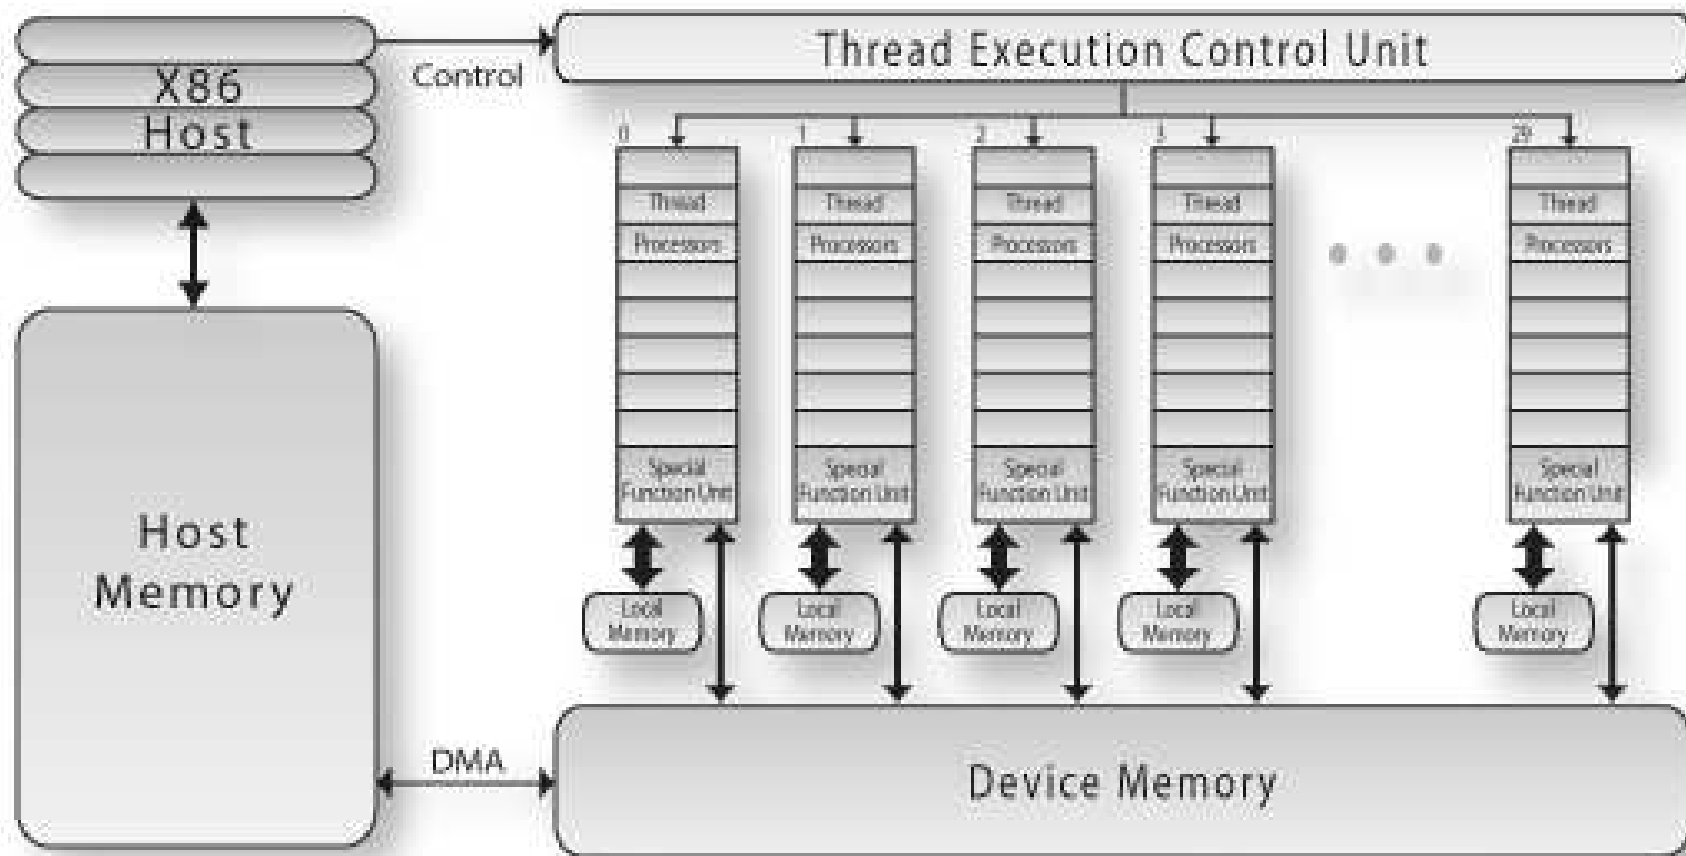 X86
Host
Control
Thread Execution Control Unit
0
1
2
3
29
Thread
Processors
Thread
Processors
Thread
Processors
Thread
Processors
Thread
Processors
Special
Function Unit
Special
Function Unit
Special
Function Unit
Special
Function Unit
Special
Function Unit
Host
Memory
Local
Memory
Local
Memory
Local
Memory
Local
Memory
Local
Memory
DMA
Device Memory